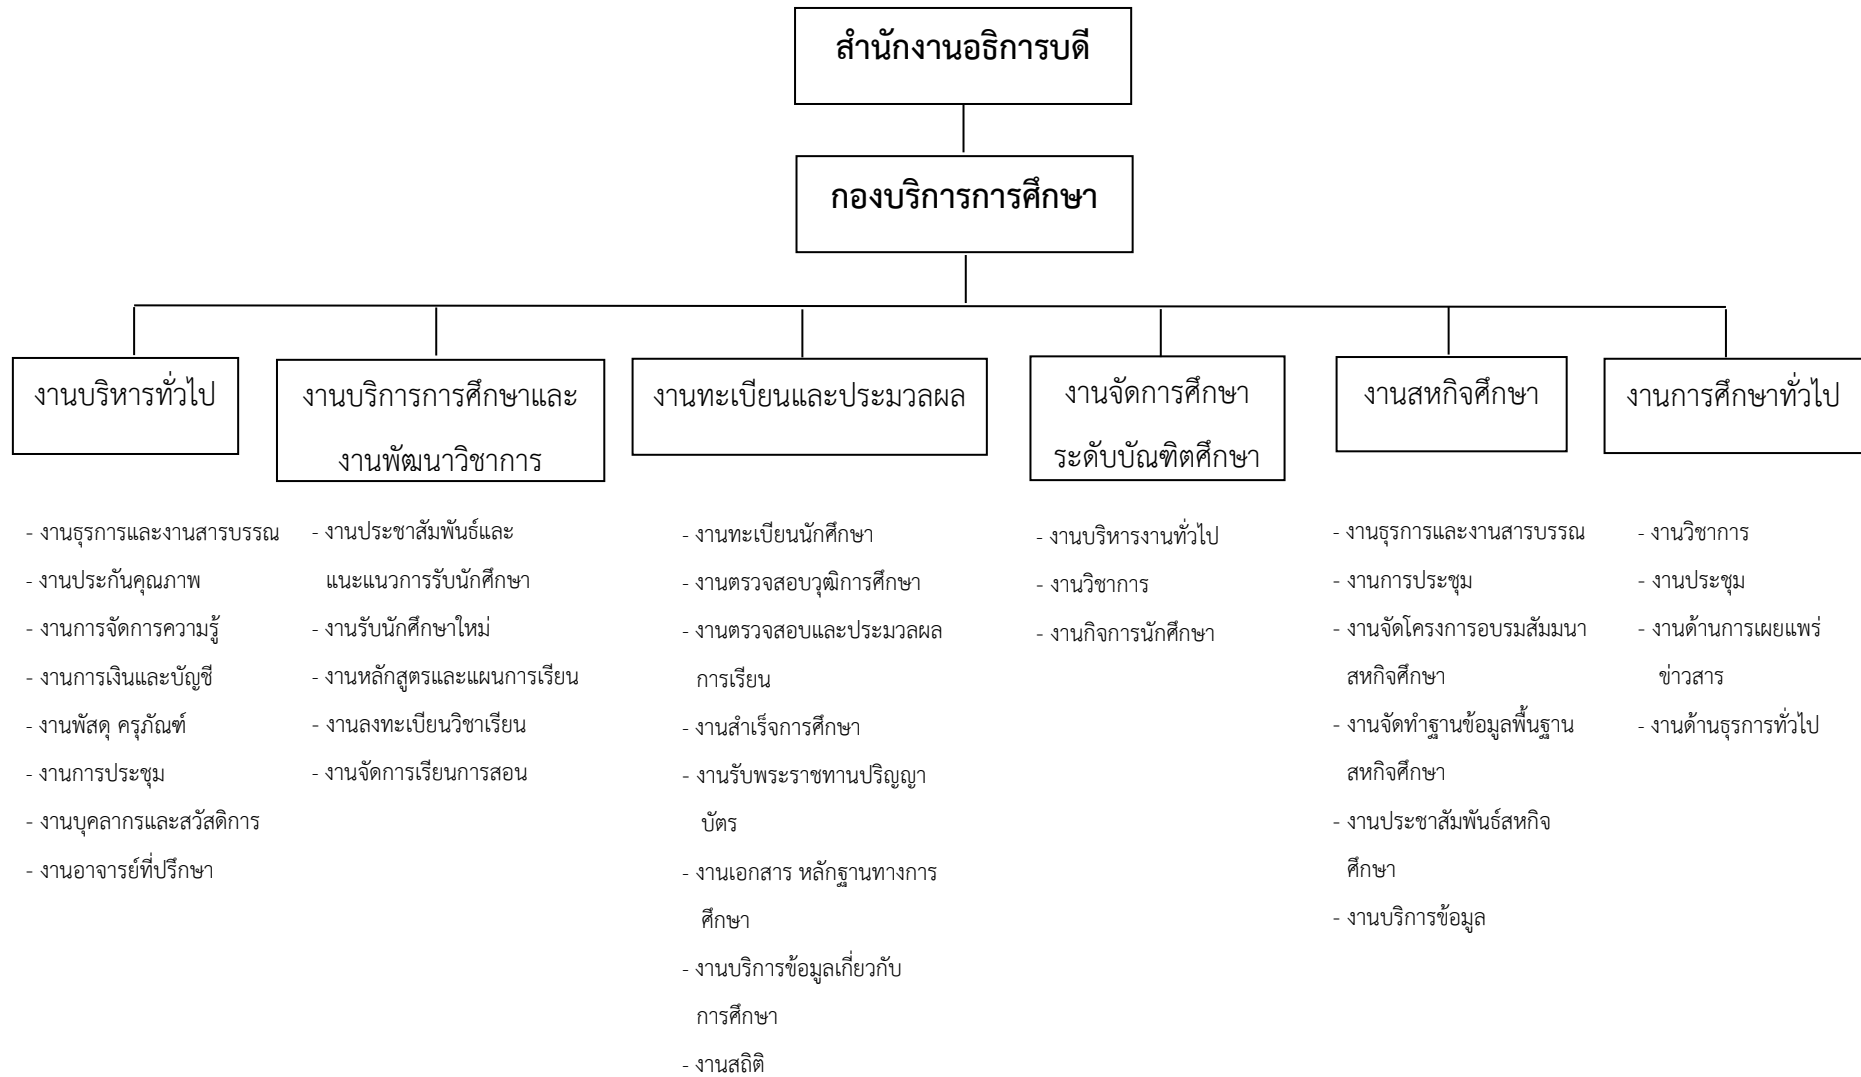 สำนักงานอธิการบดี
กองบริการการศึกษา
งานบริหารทั่วไป
งานบริการการศึกษาและ
งานพัฒนาวิชาการ
งานทะเบียนและประมวลผล
งานจัดการศึกษา
ระดับบัณฑิตศึกษา
งานสหกิจศึกษา
งานการศึกษาทั่วไป
- งานธุรการและงานสารบรรณ
- งานประกันคุณภาพ
- งานการจัดการความรู้
- งานการเงินและบัญชี
- งานพัสดุ ครุภัณฑ์
- งานการประชุม
- งานบุคลากรและสวัสดิการ
- งานอาจารย์ที่ปรึกษา
- งานประชาสัมพันธ์และ
แนะแนวการรับนักศึกษา
- งานรับนักศึกษาใหม่
- งานหลักสูตรและแผนการเรียน
- งานลงทะเบียนวิชาเรียน
- งานจัดการเรียนการสอน
- งานทะเบียนนักศึกษา
- งานตรวจสอบวุฒิการศึกษา
- งานตรวจสอบและประมวลผล
การเรียน
- งานสำเร็จการศึกษา
- งานรับพระราชทานปริญญา
บัตร
- งานเอกสาร หลักฐานทางการ
ศึกษา
- งานบริการข้อมูลเกี่ยวกับ
การศึกษา
- งานสถิติ
- งานบริหารงานทั่วไป
- งานวิชาการ
- งานกิจการนักศึกษา
- งานธุรการและงานสารบรรณ
- งานการประชุม
- งานจัดโครงการอบรมสัมมนา
สหกิจศึกษา
- งานจัดทำฐานข้อมูลพื้นฐาน
สหกิจศึกษา
- งานประชาสัมพันธ์สหกิจ
ศึกษา
- งานบริการข้อมูล
- งานวิชาการ
- งานประชุม
- งานด้านการเผยแพร่
ข่าวสาร
- งานด้านธุรการทั่วไป